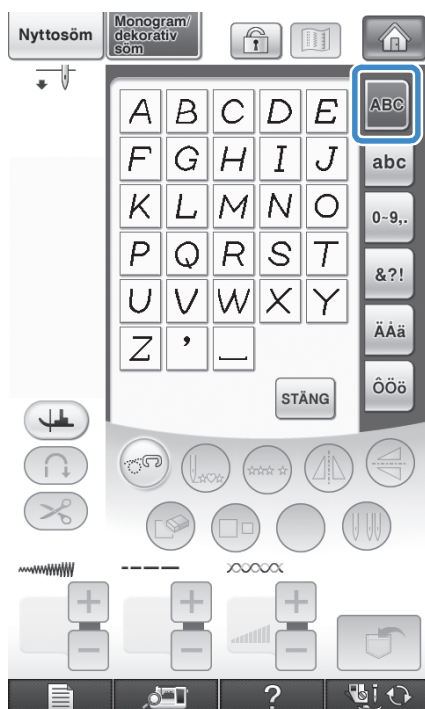 Nyttosöm
Monogram/
dekorativ
söm
A B C D E
F G H I J
K L M N O
P Q R S T
U V W X Y
Z ' _
STÄNG
ABC
abc
0~9,.
&?!
ÄÅä
ÔÖö
?